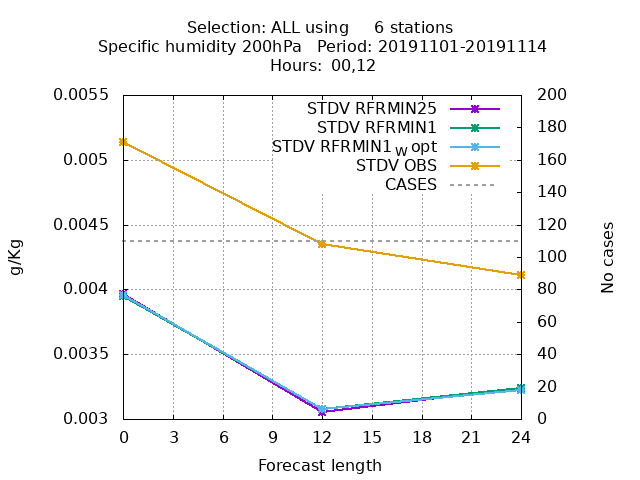 Selection: ALL using 6 stations
Specific humidity 200hPa Period: 20191101-20191114
Hours: 00,12
0.0055
0.005
0.0045
0.004
0.0035
0.003
g/Kg
STDV RFRMIN25
STDV RFRMIN1
STDV RFRMIN1wopt
STDV OBS
CASES
200
180
160
140
120
100
80
60
40
20
0
No cases
0 3 6 9 12 15 18 21 24
Forecast length